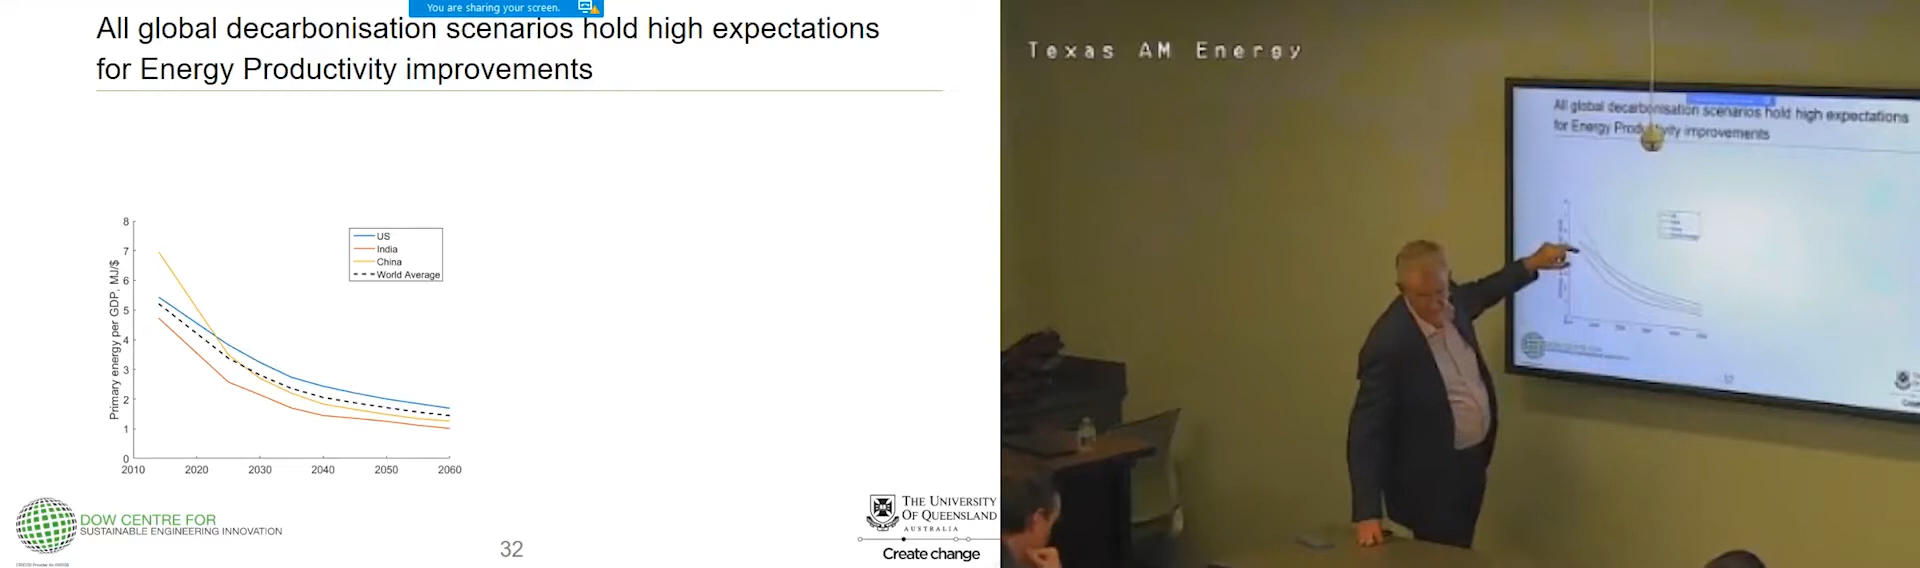 You are sharing your screen.
All global decarbonisation scenarios hold high expectations
for Energy Productivity improvements
8
7
6
5
4
3
2
1
0
Primary energy per GDP, MJ/$
US
India
China
World Average
2010 2020 2030 2040 2050 2060
DOW CENTRE FOR
SUSTAINABLE ENGINEERING INNOVATION
32
THE UNIVERSITY
OF QUEENSLAND
AUSTRALIA
Create change
Texas AM Energy
All global decarbonisation scenarios hold high expectations
for Energy Productivity improvements
32